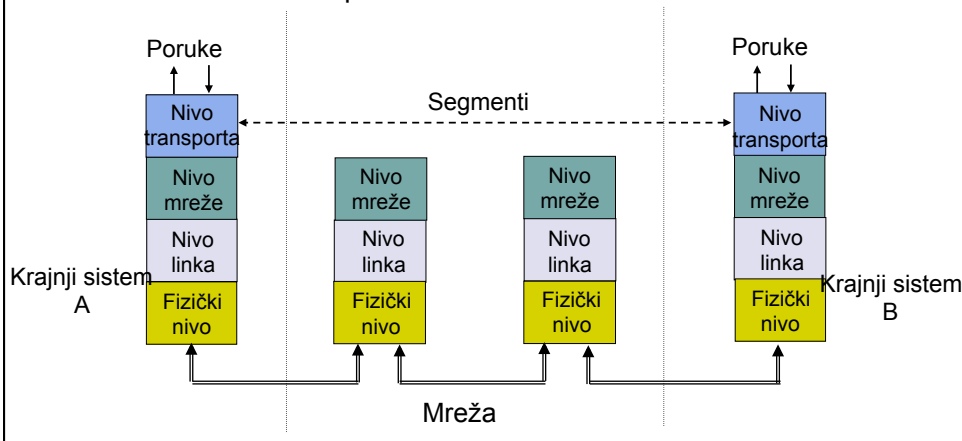 Poruke
Poruke
Segmenti
Nivo
transporta
Nivo
transporta
Nivo
mreže
Nivo
mreže
Nivo
mreže
Nivo
mreže
Nivo
linka
Nivo
linka
Nivo
linka
Nivo
linka
Krajnji sistem
A
Krajnji sistem
B
Fizički
nivo
Fizički
nivo
Fizički
nivo
Fizički
nivo
Mreža